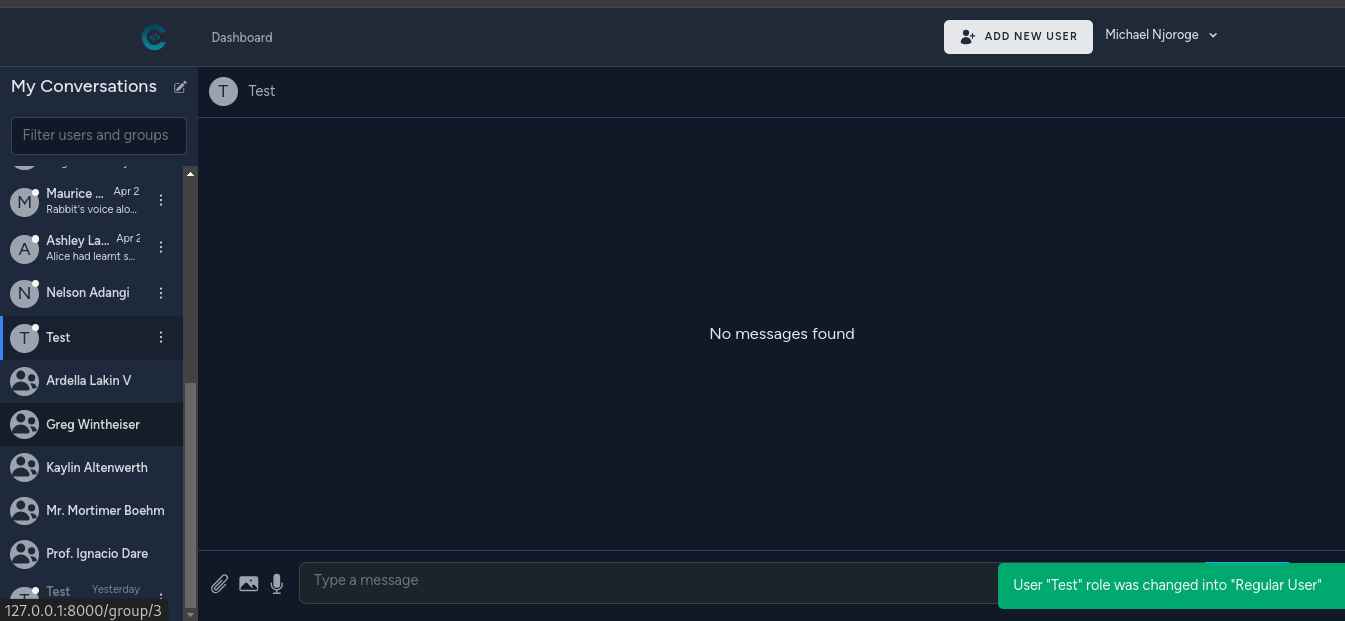 Dashboard
ADD NEW USER
Michael Njoroge
My Conversations
Filter users and groups
Maurice ... Apr 2
Rabbit's voice alo...
Ashley La... Apr 2
Alice had learnt s...
Nelson Adangi
Test
Ardella Lakin V
Greg Wintheiser
Kaylin Altenwerth
Mr. Mortimer Boehm
Prof. Ignacio Dare
Test Yesterday
127.0.0.1:8000/group/3
T Test
No messages found
Type a message
User "Test" role was changed into "Regular User"